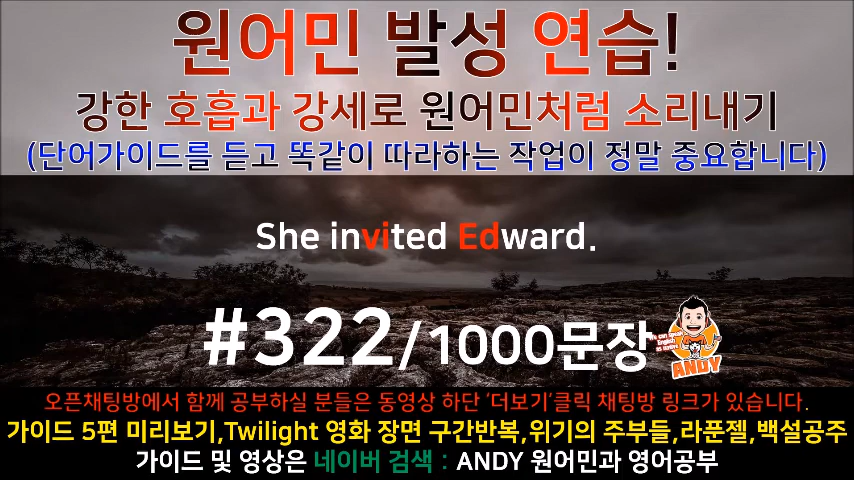 원어민 발성 연습!
강한 호흡과 강세로 원어민처럼 소리내기
(단어가이드를 듣고 똑같이 따라하는 작업이 정말 중요합니다)
She invited Edward.
#322/1000문장
We can speak English as native
ANDY
오픈채팅방에서 함께 공부하실 분들은 동영상 하단 '더보기'클릭 채팅방 링크가 있습니다.
가이드 5편 미리보기,Twilight 영화 장면 구간반복,위기의 주부들,라푼젤,백설공주
가이드 및 영상은 네이버 검색 : ANDY 원어민과 영어공부